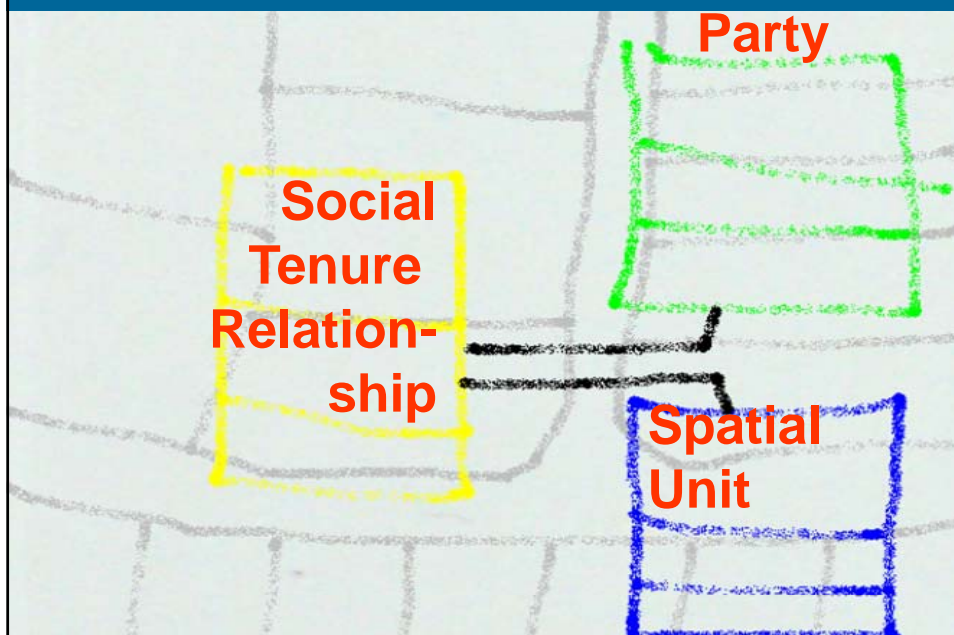 Party
Social
Tenure
Relation-
ship
Spatial
Unit